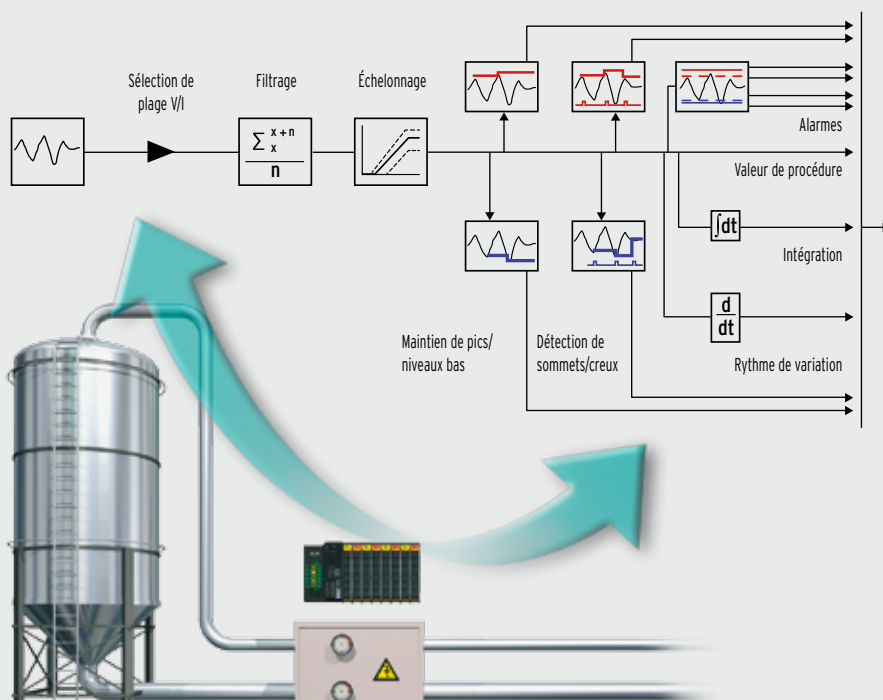 Sélection de
plage V/I
Filtrage
Échelonnage
∑ x + n
x
n
Alarmes
Valeur de procédure
∫dt
Intégration
d
dt
Maintien de pics/
niveaux bas
Détection de
sommets/creux
Rythme de variation